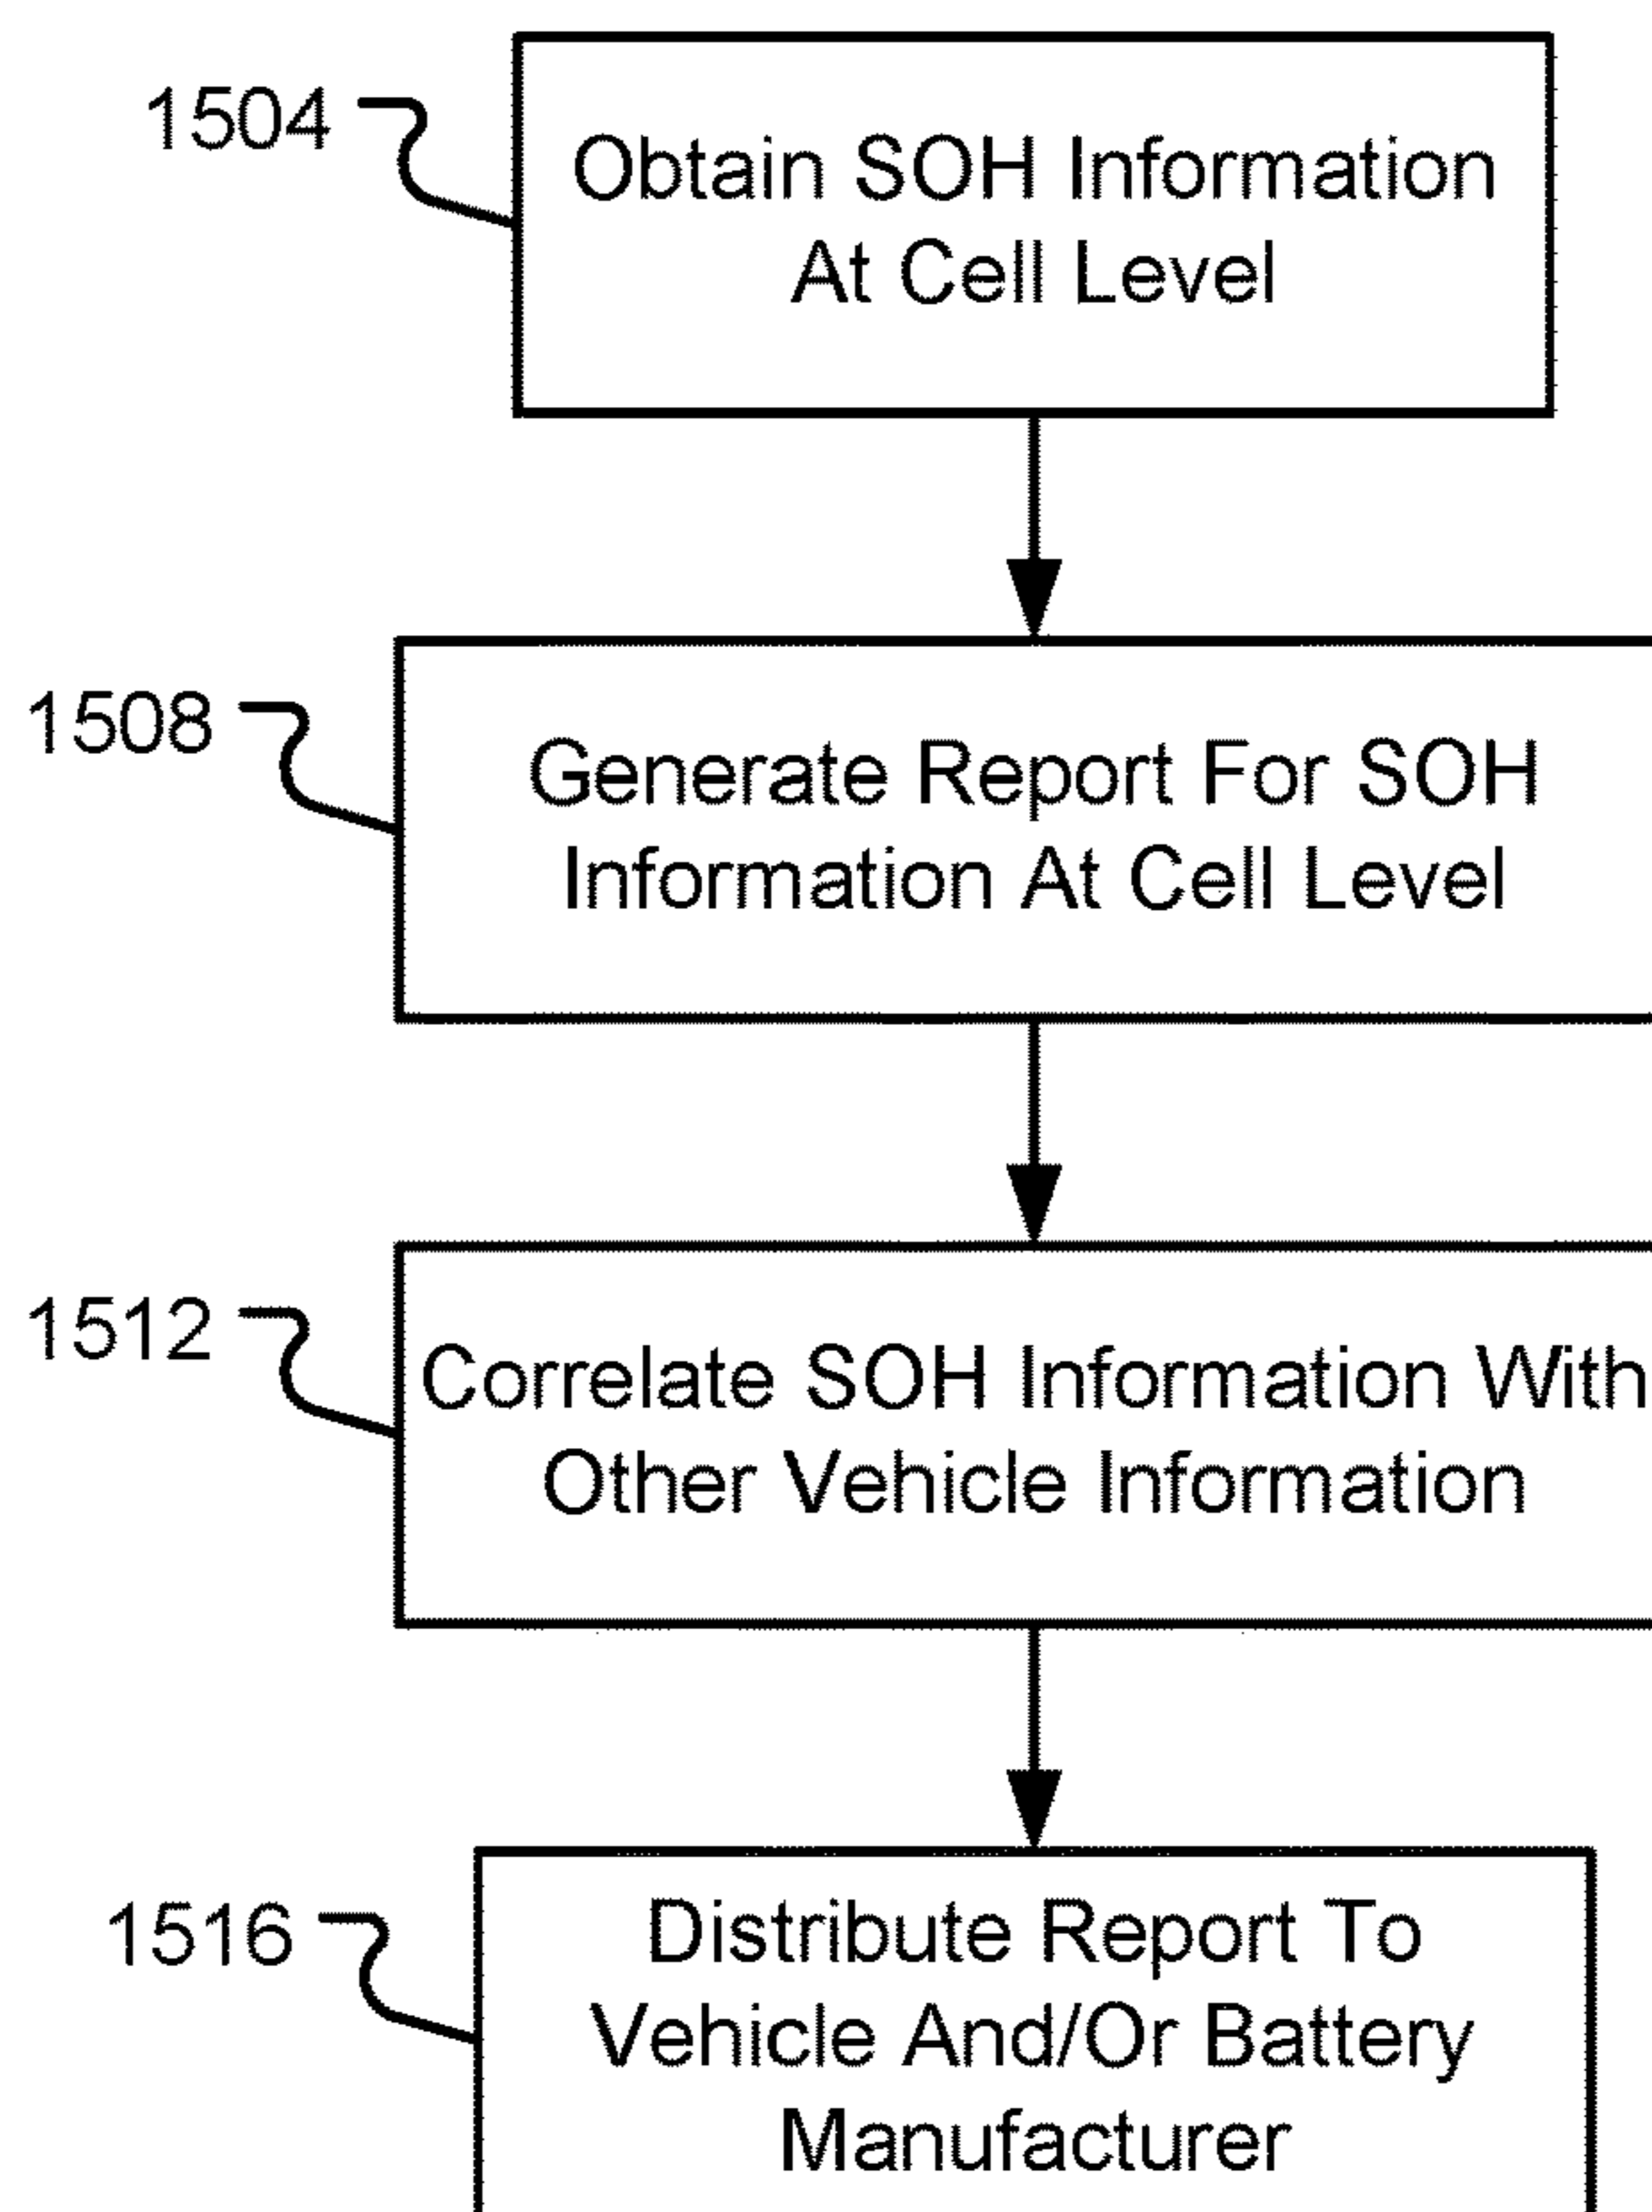 1504
Obtain SOH Information
At Cell Level
1508
Generate Report For SOH
Information At Cell Level
1512
Correlate SOH Information With
Other Vehicle Information
1516
Distribute Report To
Vehicle And/Or Battery
Manufacturer